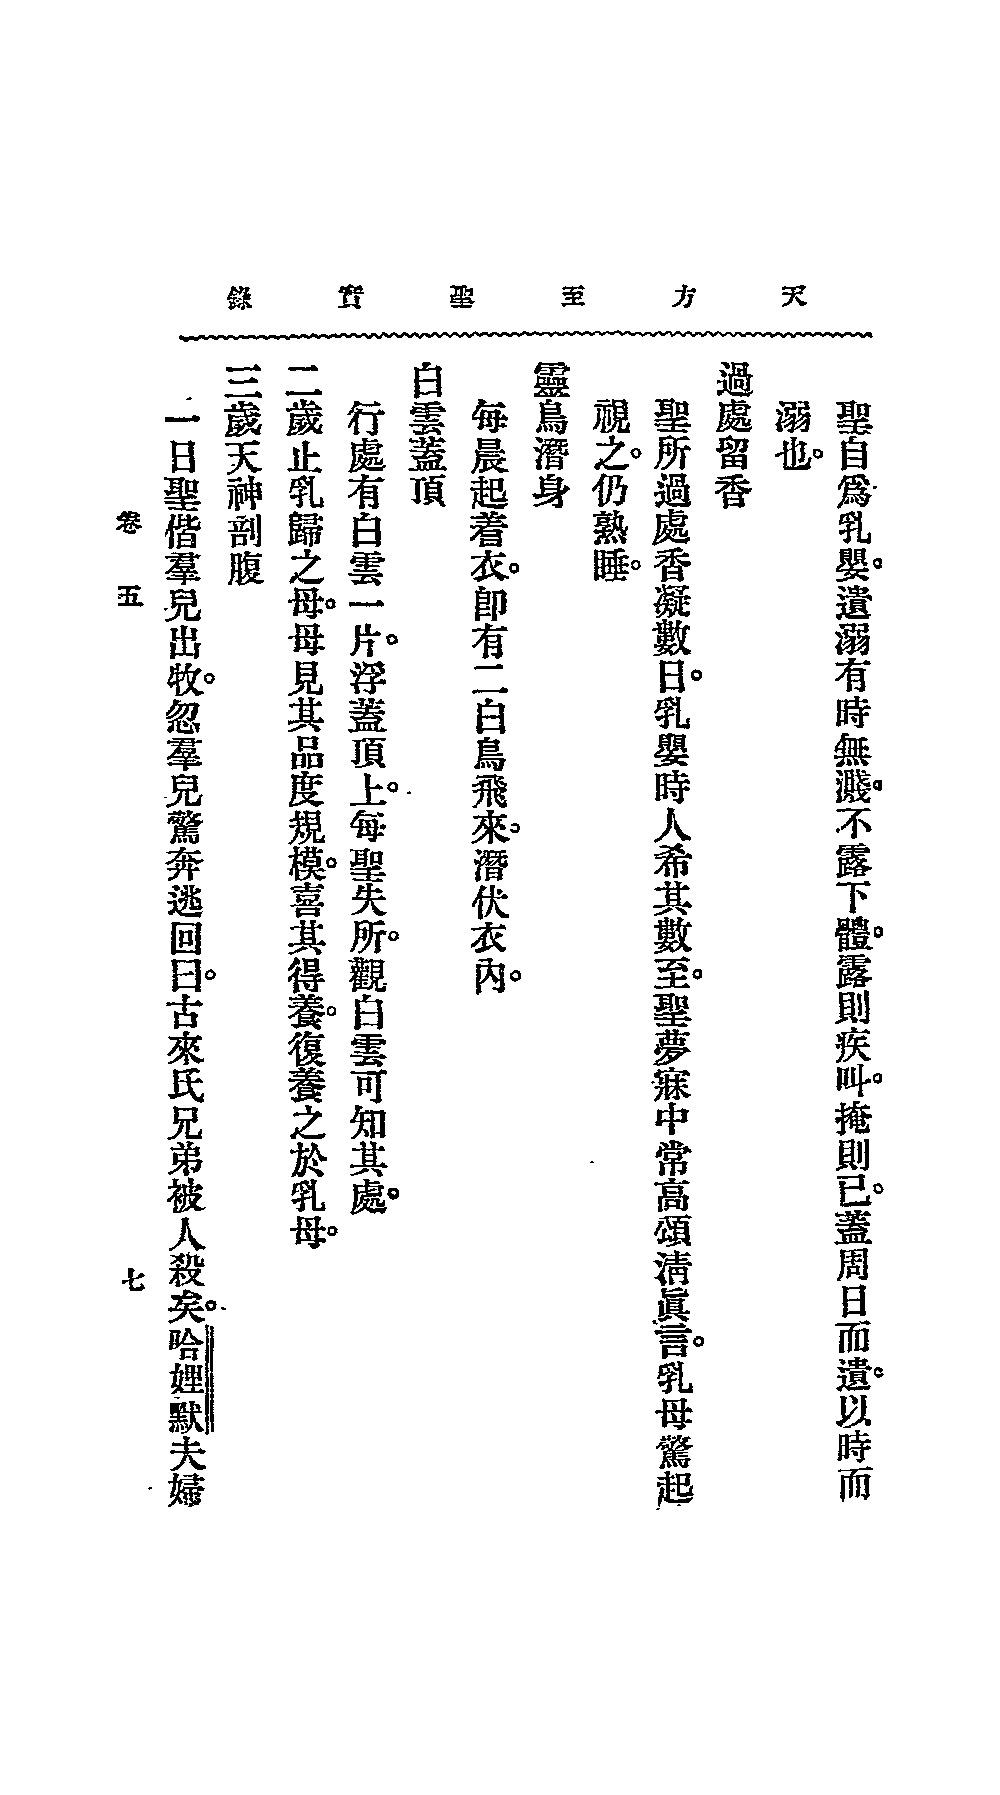 天方至聖實錄
聖自爲乳嬰。遺溺有時無濺。不露下體。露則疾叫。掩則已。蓋周日而遺。以時而
溺也。
過處留香
聖所過處香凝數日。乳嬰時人希其數至。聖夢寐中常高頌淸眞言。乳母驚起
視之。仍熟睡。
靈鳥潛身
每晨起着衣。卽有二白鳥飛來。潛伏衣內。
白雲蓋頂
行處有白雲一片。浮蓋頂上。每聖失所。觀白雲可知其處。
二歲止乳歸之母。母見其品度規模。喜其得養。復養之於乳母。
三歲天神剖腹
一日聖偕羣兒出牧。忽羣兒驚奔逃回曰。古來氏兄弟被人殺矣。哈娌默夫婦
卷五
七